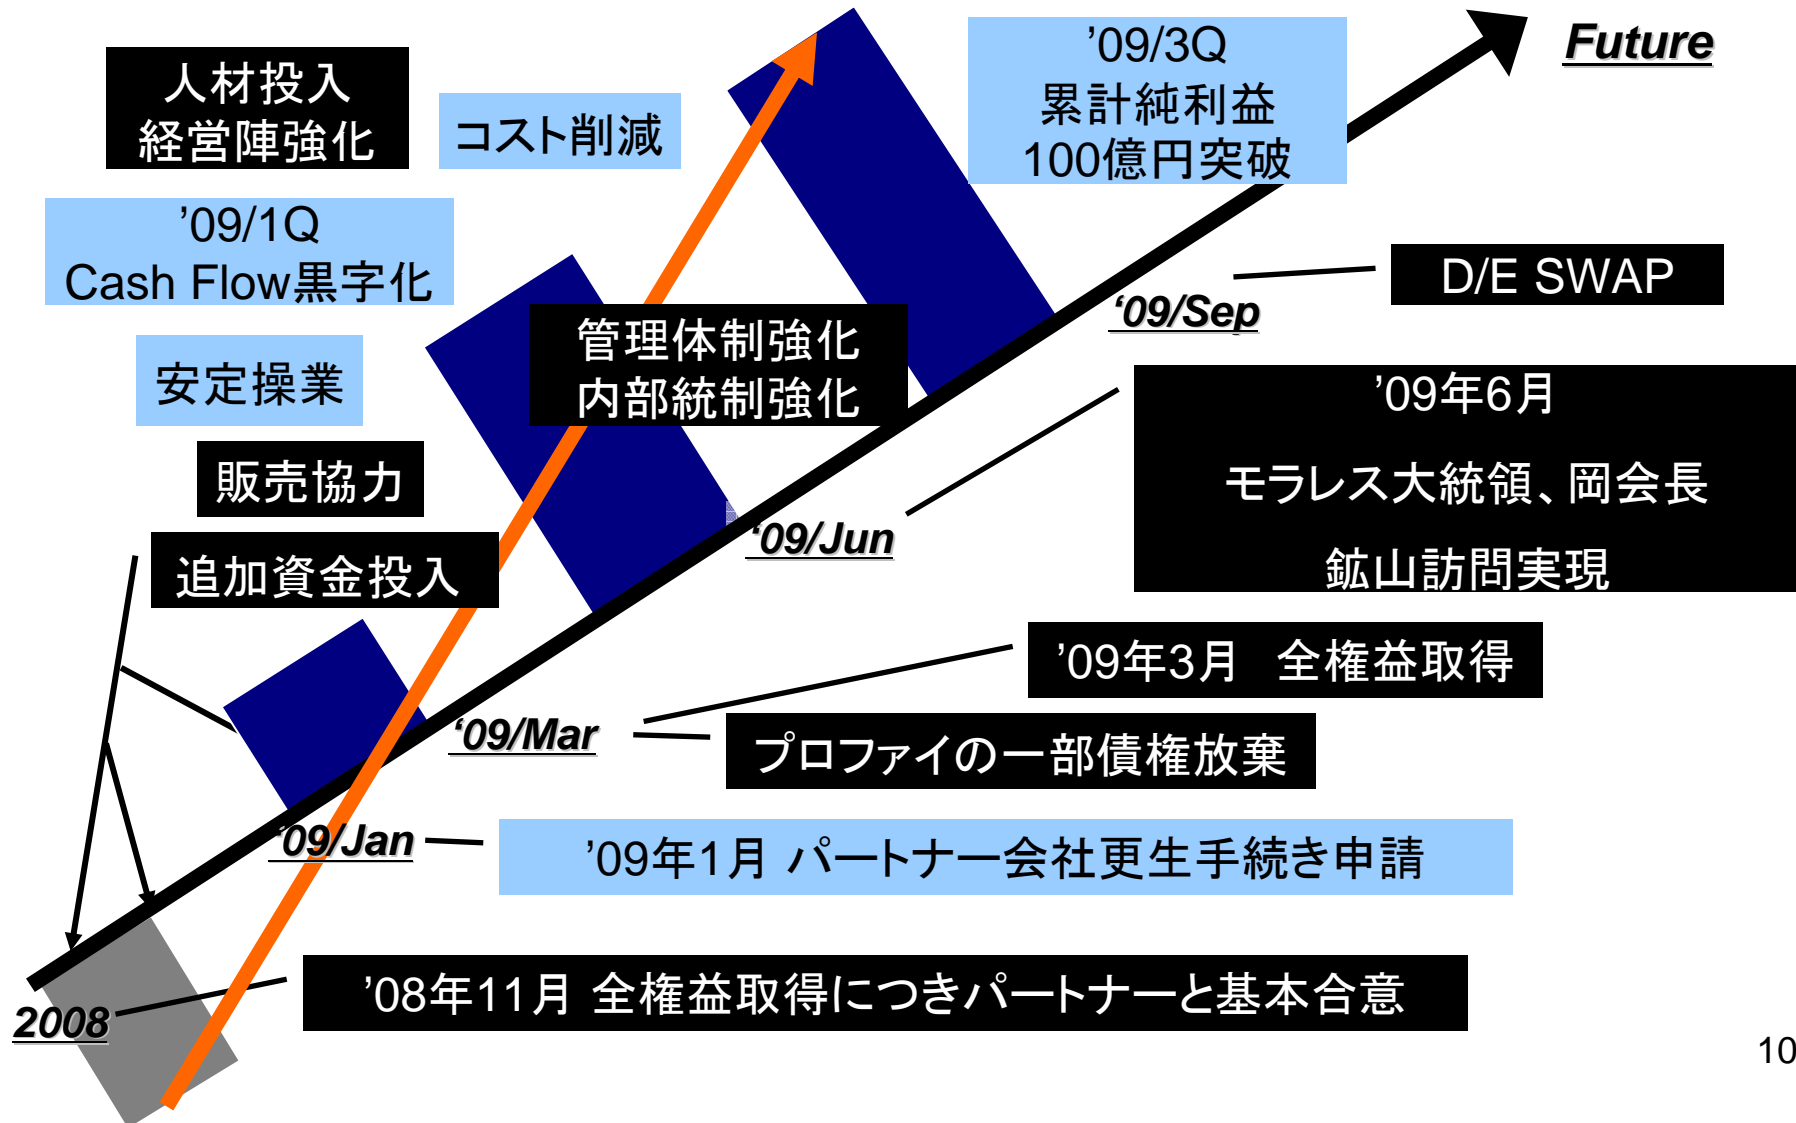 人材投入
経営陣強化
コスト削減
’09/3Q
累計純利益
100億円突破
Future
’09/1Q
Cash Flow黒字化
D/E SWAP
‘09/Sep
管理体制強化
内部統制強化
安定操業
’09年6月
モラレス大統領、岡会長
鉱山訪問実現
販売協力
‘09/Jun
追加資金投入
’09年3月　全権益取得
‘09/Mar
プロファイの一部債権放棄
‘09/Jan
’09年1月 パートナー会社更生手続き申請
’08年11月 全権益取得につきパートナーと基本合意
2008
10